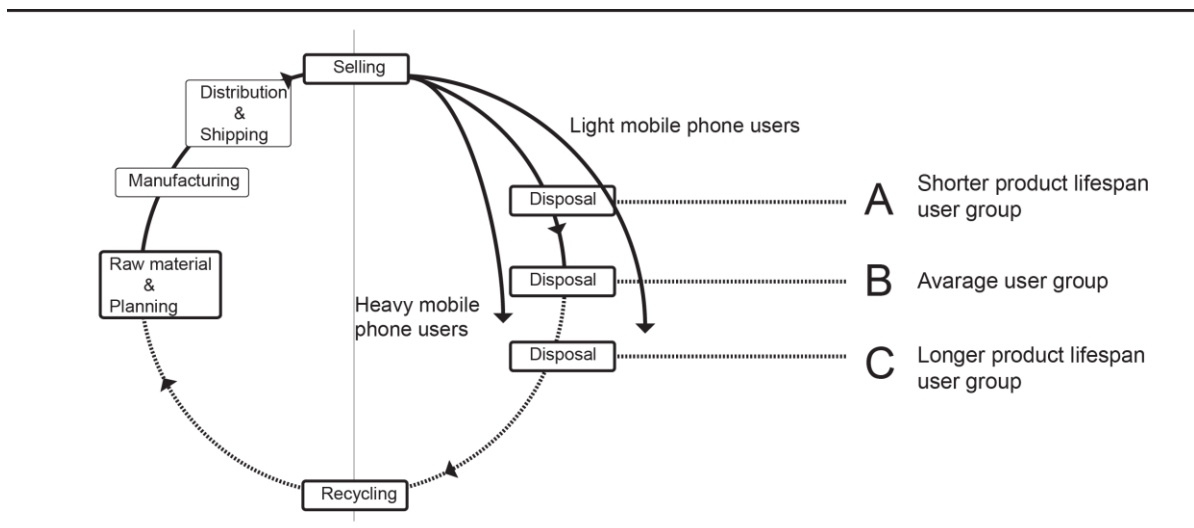 Selling
Distribution
&
Shipping
Manufacturing
Raw material
&
Planning
Recycling
Light mobile phone users
Heavy mobile
phone users
Disposal
A
Shorter product lifespan
user group
Disposal
B
Avarage user group
Disposal
C
Longer product lifespan
user group